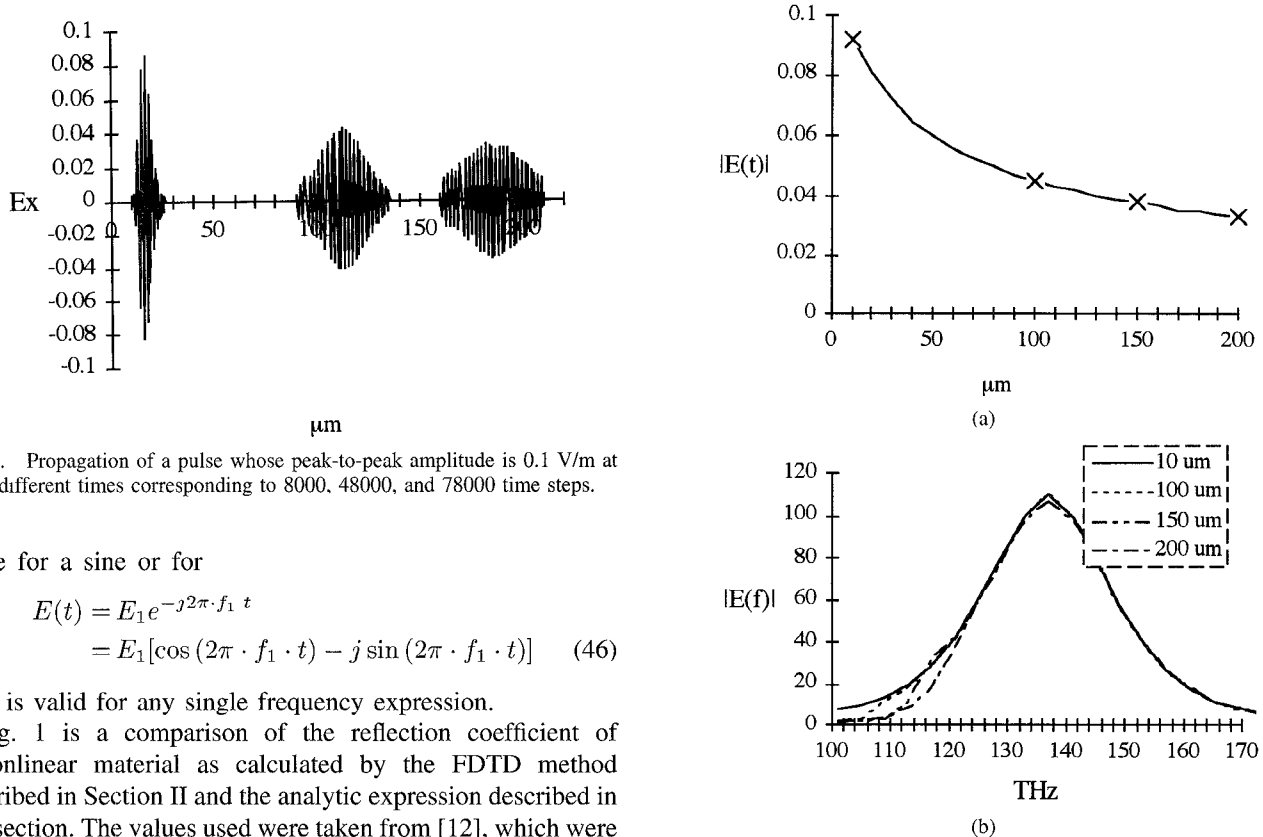 0.1
0.08
0.06
0.04
0.02
Ex
0
-0.02
-0.04
-0.06
-0.08
-0.1
0
50
150
µm
. Propagation of a pulse whose peak-to-peak amplitude is 0.1 V/m at
different times corresponding to 8000, 48000, and 78000 time steps.
e for a sine or for
E(t) = E₁e^{-j2π·f₁ t}
= E₁[cos (2π · f₁ · t) − j sin (2π · f₁ · t)] (46)
is valid for any single frequency expression.
g. 1 is a comparison of the reflection coefficient of
onlinear material as calculated by the FDTD method
ribed in Section II and the analytic expression described in
section. The values used were taken from [12], which were
0.1
0.08
0.06
|E(t)|
0.04
0.02
0
0 50 100 150 200
µm
(a)
10 um
100 um
150 um
200 um
120
100
80
|E(f)|
60
40
20
0
100 110 120 130 140 150 160 170
THz
(b)